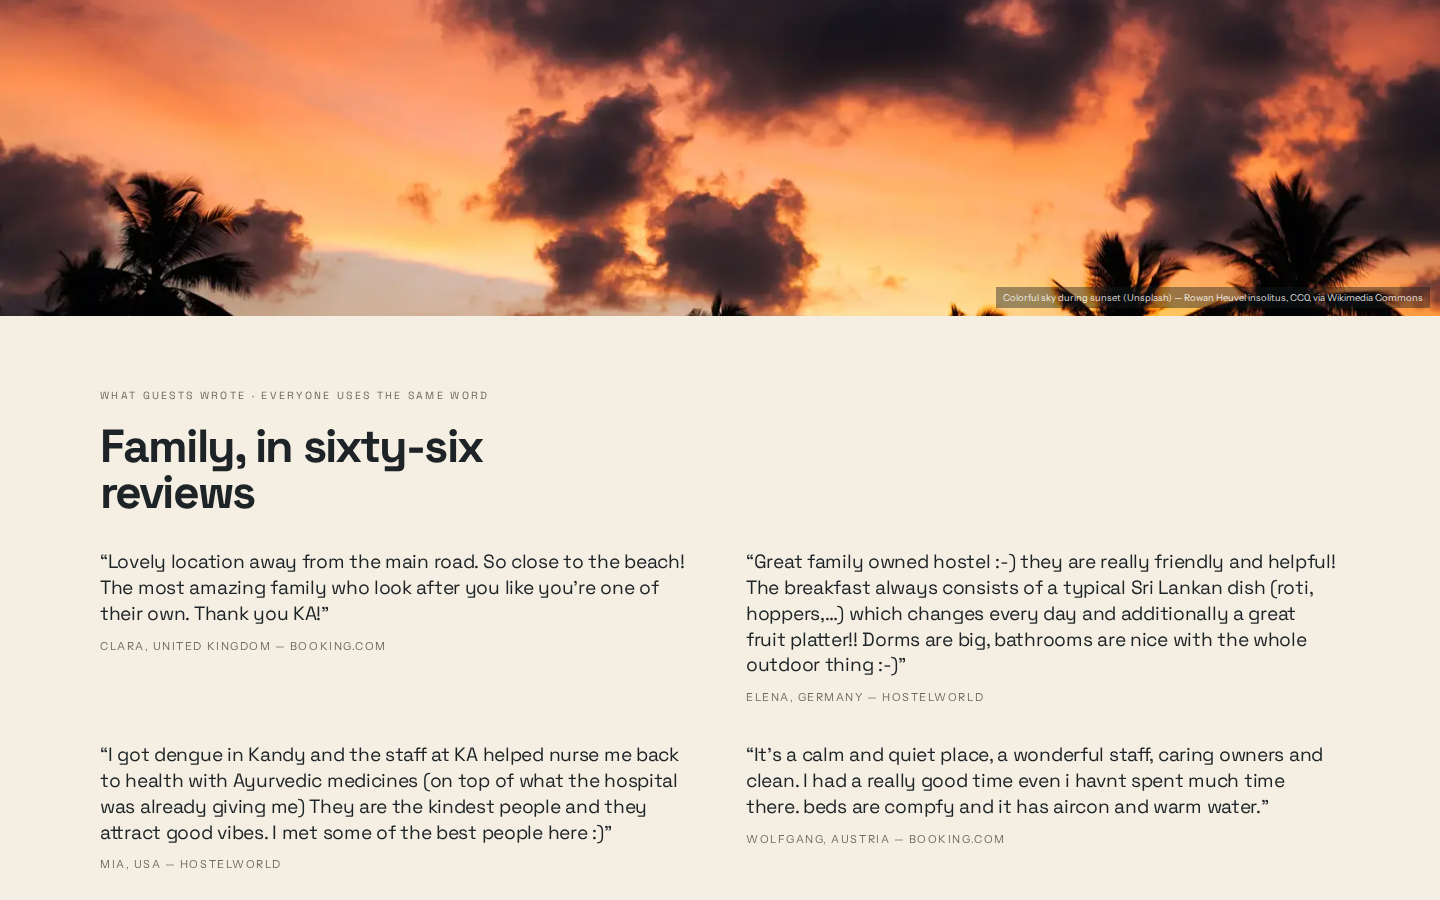 Colorful sky during sunset (Unsplash) — Rowan Heuvel insolitus, CC0, via Wikimedia Commons
WHAT GUESTS WROTE · EVERYONE USES THE SAME WORD
Family, in sixty-six
reviews
“Lovely location away from the main road. So close to the beach!
The most amazing family who look after you like you’re one of
their own. Thank you KA!”
CLARA, UNITED KINGDOM — BOOKING.COM
“Great family owned hostel :-) they are really friendly and helpful!
The breakfast always consists of a typical Sri Lankan dish (roti,
hoppers,...) which changes every day and additionally a great
fruit platter!! Dorms are big, bathrooms are nice with the whole
outdoor thing :-)”
ELENA, GERMANY — HOSTELWORLD
“I got dengue in Kandy and the staff at KA helped nurse me back
to health with Ayurvedic medicines (on top of what the hospital
was already giving me) They are the kindest people and they
attract good vibes. I met some of the best people here :)”
MIA, USA — HOSTELWORLD
“It’s a calm and quiet place, a wonderful staff, caring owners and
clean. I had a really good time even i havnt spent much time
there. beds are compfy and it has aircon and warm water.”
WOLFGANG, AUSTRIA — BOOKING.COM